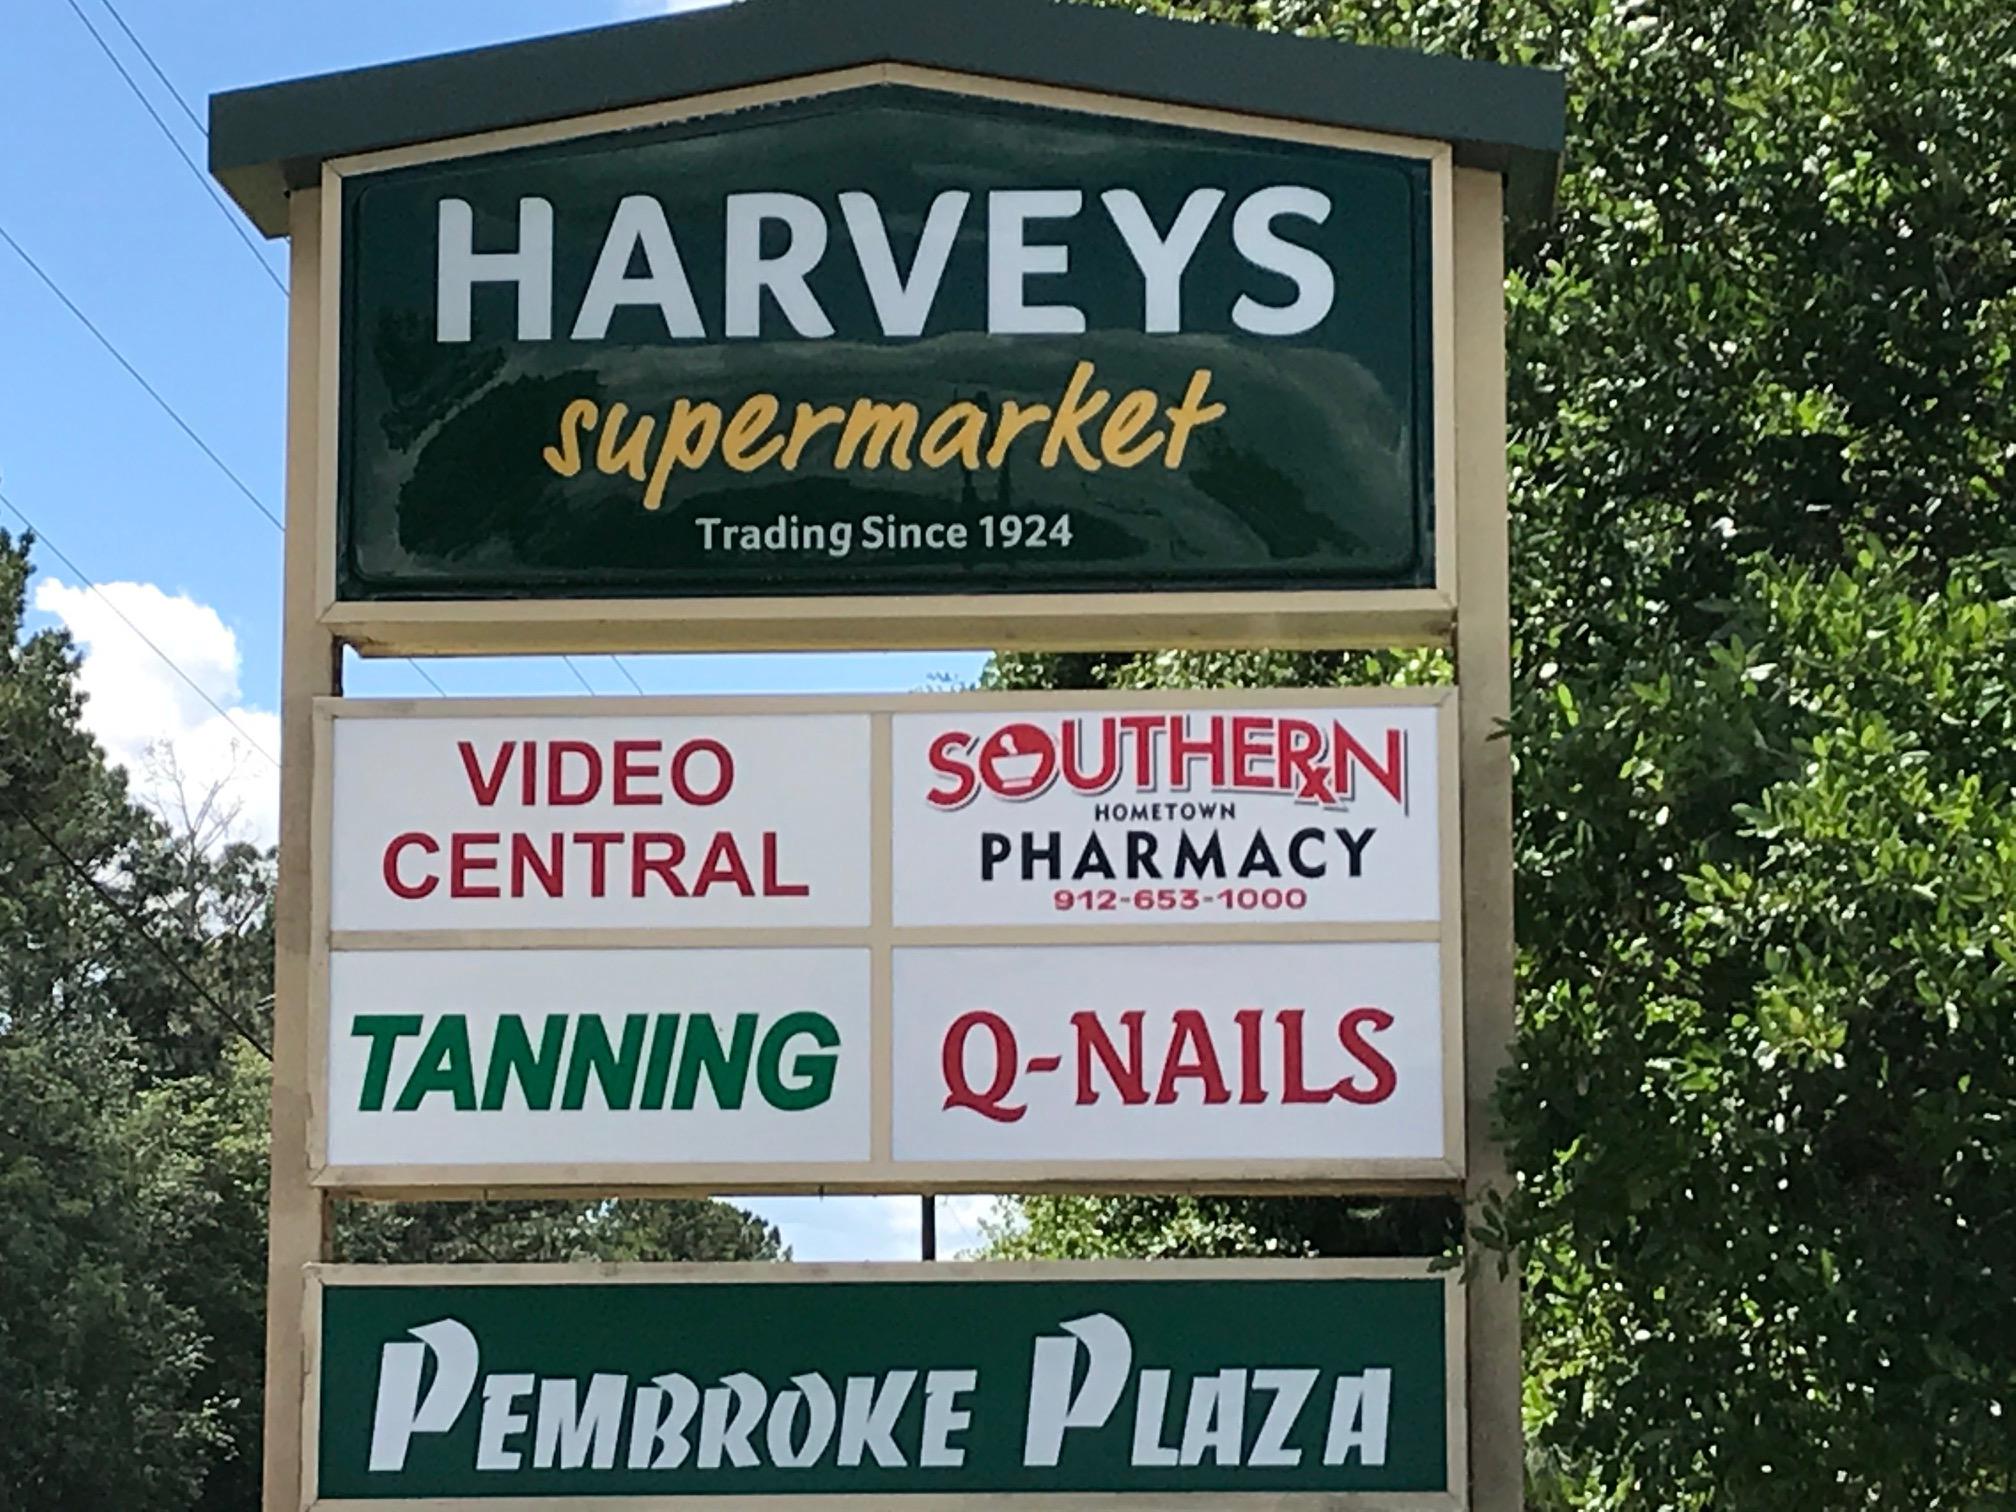 HARVEYS
supermarket
Trading Since 1924
VIDEO
CENTRAL
SOUTHERN
HOMETOWN
PHARMACY
912-653-1000
TANNING
Q-NAILS
PEMBROKE PLAZA